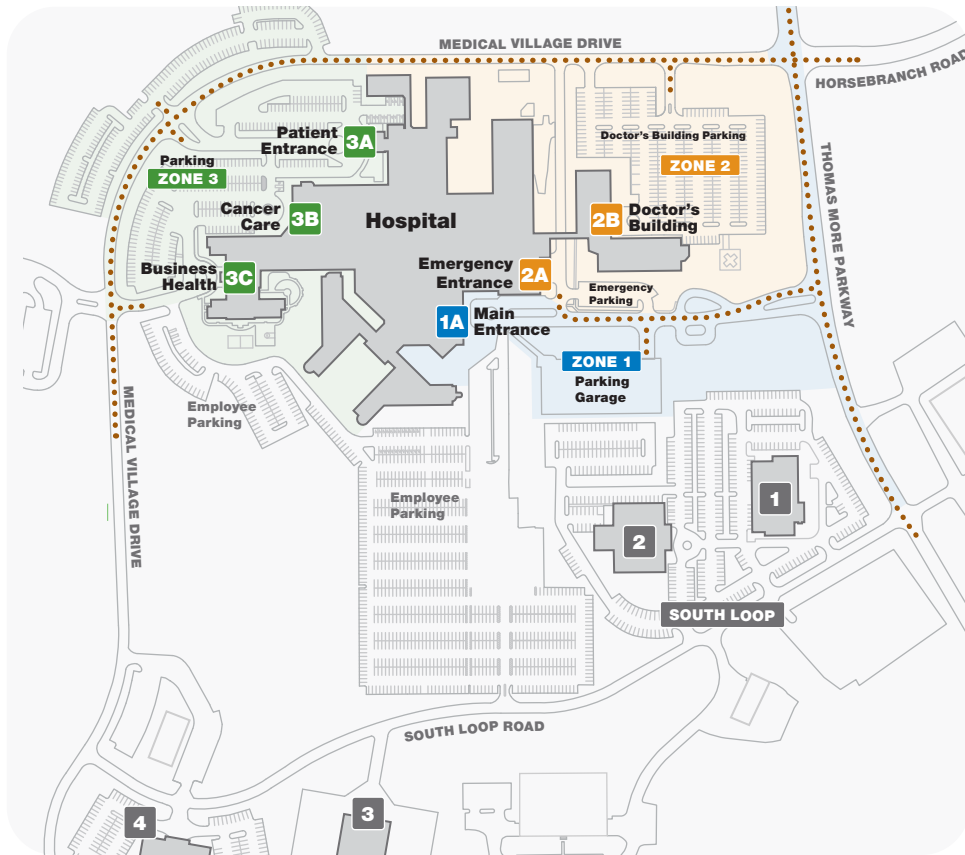 MEDICAL VILLAGE DRIVE
HORSEBRANCH ROAD
Patient
Entrance
3A
Doctor's Building Parking
Parking
ZONE 3
ZONE 2
THOMAS MORE PARKWAY
Cancer
Care
3B
Hospital
2B
Doctor's
Building
Business
Health
3C
Emergency
Entrance
2A
Emergency
Parking
1A
Main
Entrance
ZONE 1
Parking
Garage
MEDICAL VILLAGE DRIVE
Employee
Parking
Employee
Parking
1
2
SOUTH LOOP
SOUTH LOOP ROAD
3
4